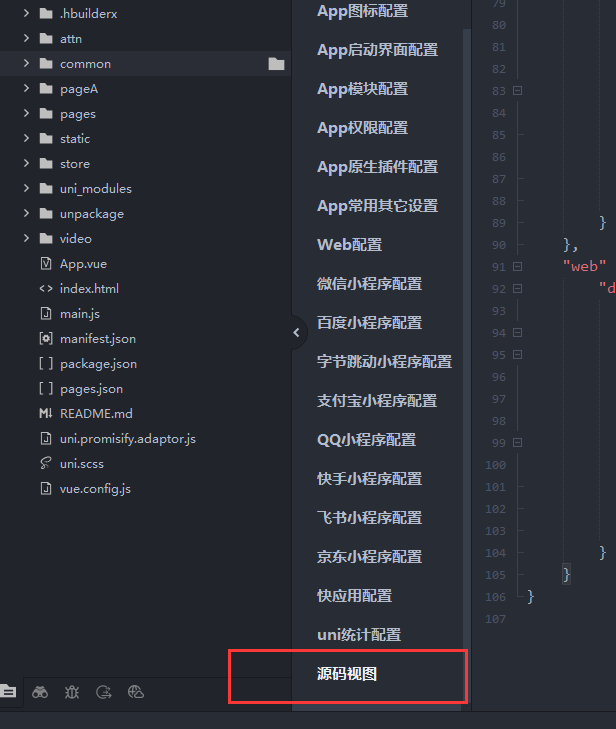 .hbuilderx
attn
common
pageA
pages
static
store
uni_modules
unpackage
video
App.vue
index.html
main.js
manifest.json
package.json
pages.json
README.md
uni.promisify.adaptor.js
uni.scss
vue.config.js
App图标配置
App启动界面配置
App模块配置
App权限配置
App原生插件配置
App常用其它设置
Web配置
微信小程序配置
百度小程序配置
字节跳动小程序配置
支付宝小程序配置
QQ小程序配置
快手小程序配置
飞书小程序配置
京东小程序配置
快应用配置
uni统计配置
源码视图
79
80
81
82
83
84
85
86
87
88
89 }
90 },
91 "web"
92 "d
93
94
95
96
97
98
99
100
101
102
103
104 }
105 }
106 }
107